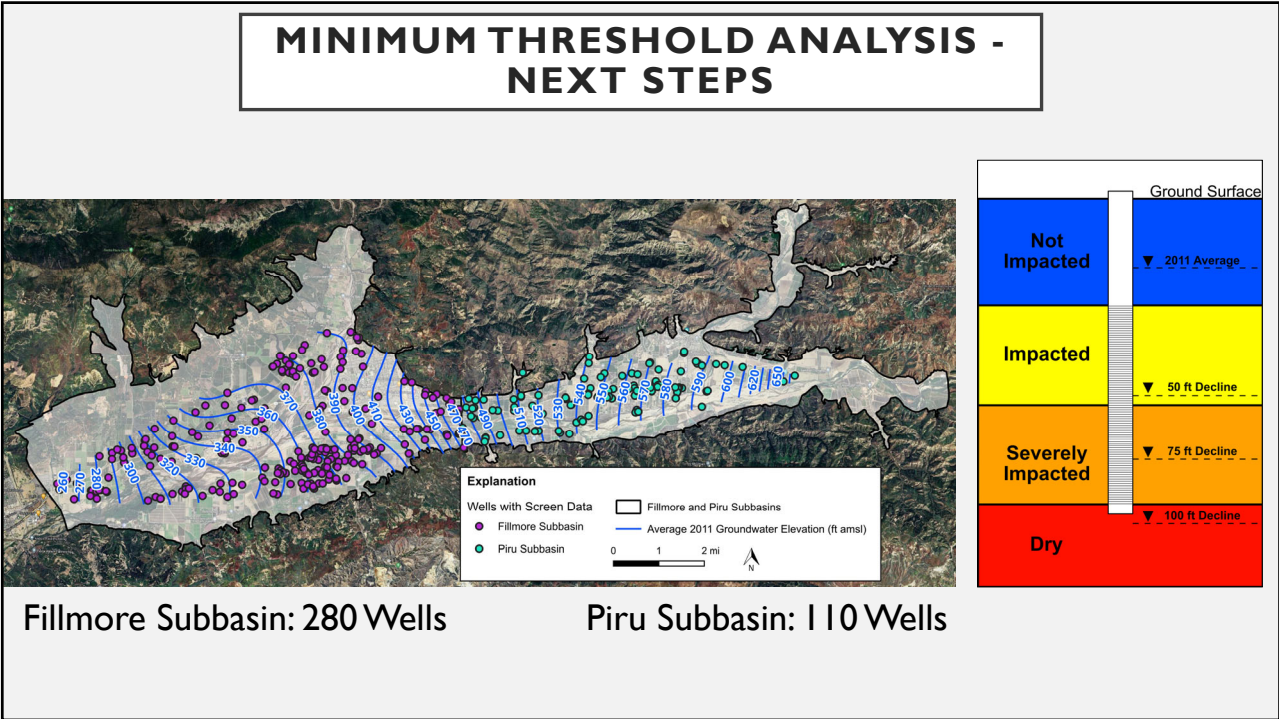 MINIMUM THRESHOLD ANALYSIS -
NEXT STEPS
Ground Surface
Not
Impacted
2011 Average
Impacted
50 ft Decline
Severely
Impacted
75 ft Decline
100 ft Decline
Dry
260
270
280
300
320
330
340
350
360
370
380
390
400
410
430
450
470
470
490
510
520
530
540
550
560
570
580
590
600
620
650
Explanation
Wells with Screen Data
Fillmore Subbasin
Piru Subbasin
Fillmore and Piru Subbasins
Average 2011 Groundwater Elevation (ft amsl)
0 1 2 mi
N
Fillmore Subbasin: 280 Wells
Piru Subbasin: 110 Wells